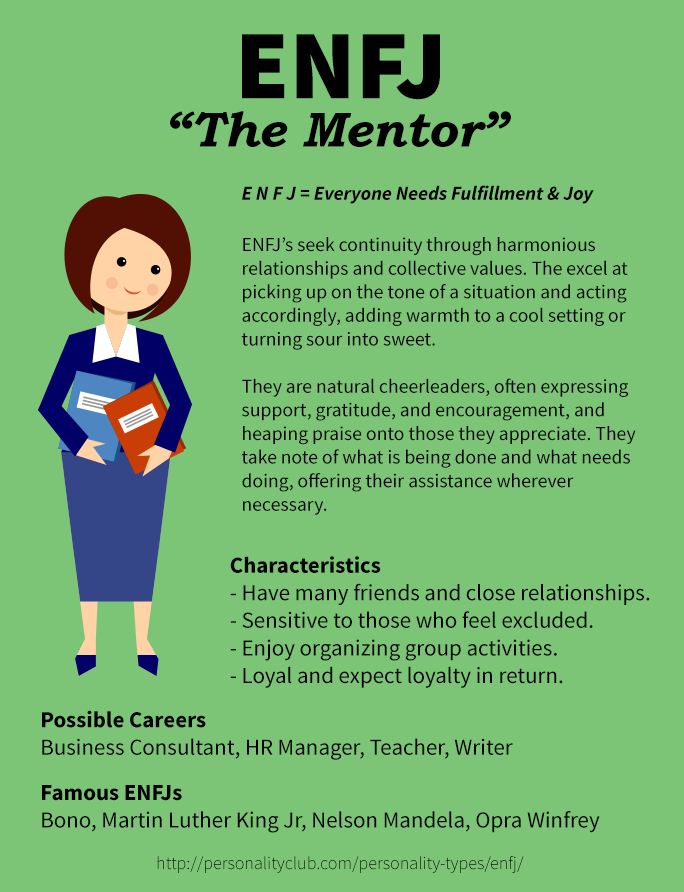 ENFJ
“The Mentor”
E N F J = Everyone Needs Fulfillment & Joy
ENFJ’s seek continuity through harmonious
relationships and collective values. The excel at
picking up on the tone of a situation and acting
accordingly, adding warmth to a cool setting or
turning sour into sweet.
They are natural cheerleaders, often expressing
support, gratitude, and encouragement, and
heaping praise onto those they appreciate. They
take note of what is being done and what needs
doing, offering their assistance wherever
necessary.
Characteristics
- Have many friends and close relationships.
- Sensitive to those who feel excluded.
- Enjoy organizing group activities.
- Loyal and expect loyalty in return.
Possible Careers
Business Consultant, HR Manager, Teacher, Writer
Famous ENFJs
Bono, Martin Luther King Jr, Nelson Mandela, Opra Winfrey
http://personalityclub.com/personality-types/enfj/